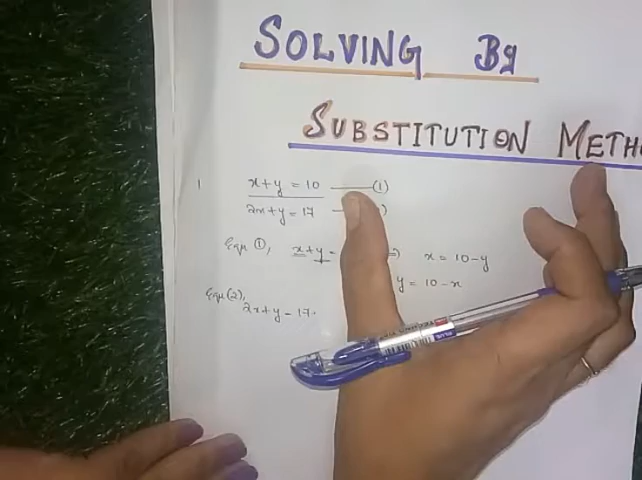 SOLVING By
SUBSTITUTION METH
1 x+y = 10 ——(1)
2x+y = 17 —— )
Eqn ①, x+y = x = 10-y
y = 10-x
Eqn(2),
2x+y = 17.